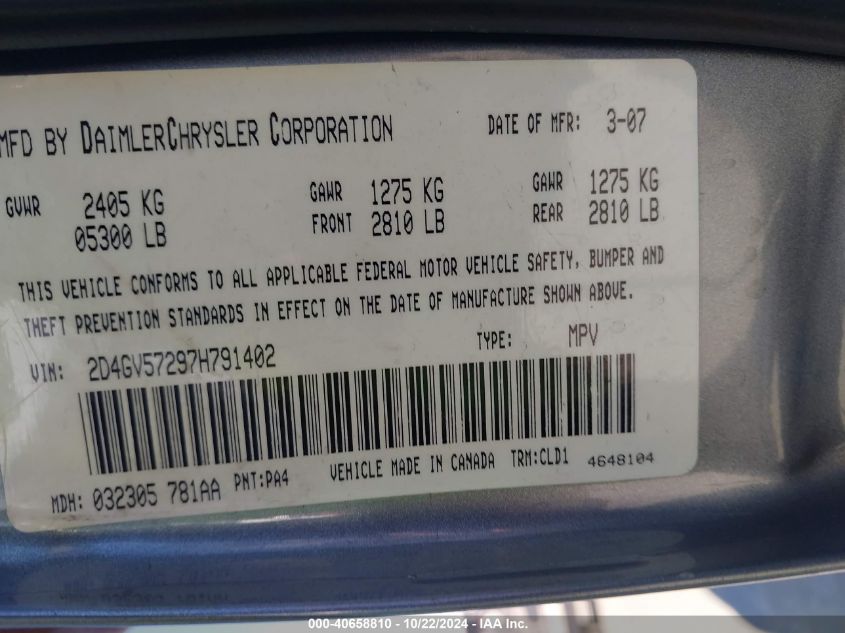 MFD BY DAIMLERCHRYSLER CORPORATION DATE OF MFR: 3-07
GVWR 2405 KG GAWR 1275 KG GAWR 1275 KG
05300 LB FRONT 2810 LB REAR 2810 LB
THIS VEHICLE CONFORMS TO ALL APPLICABLE FEDERAL MOTOR VEHICLE SAFETY, BUMPER AND
THEFT PREVENTION STANDARDS IN EFFECT ON THE DATE OF MANUFACTURE SHOWN ABOVE.
VIN: 2D4GV57297H791402 TYPE: MPV
MDH: 032305 781AA PNT:PA4 VEHICLE MADE IN CANADA TRM:CLD1 4648104
000-40658810 - 10/22/2024 - IAA Inc.